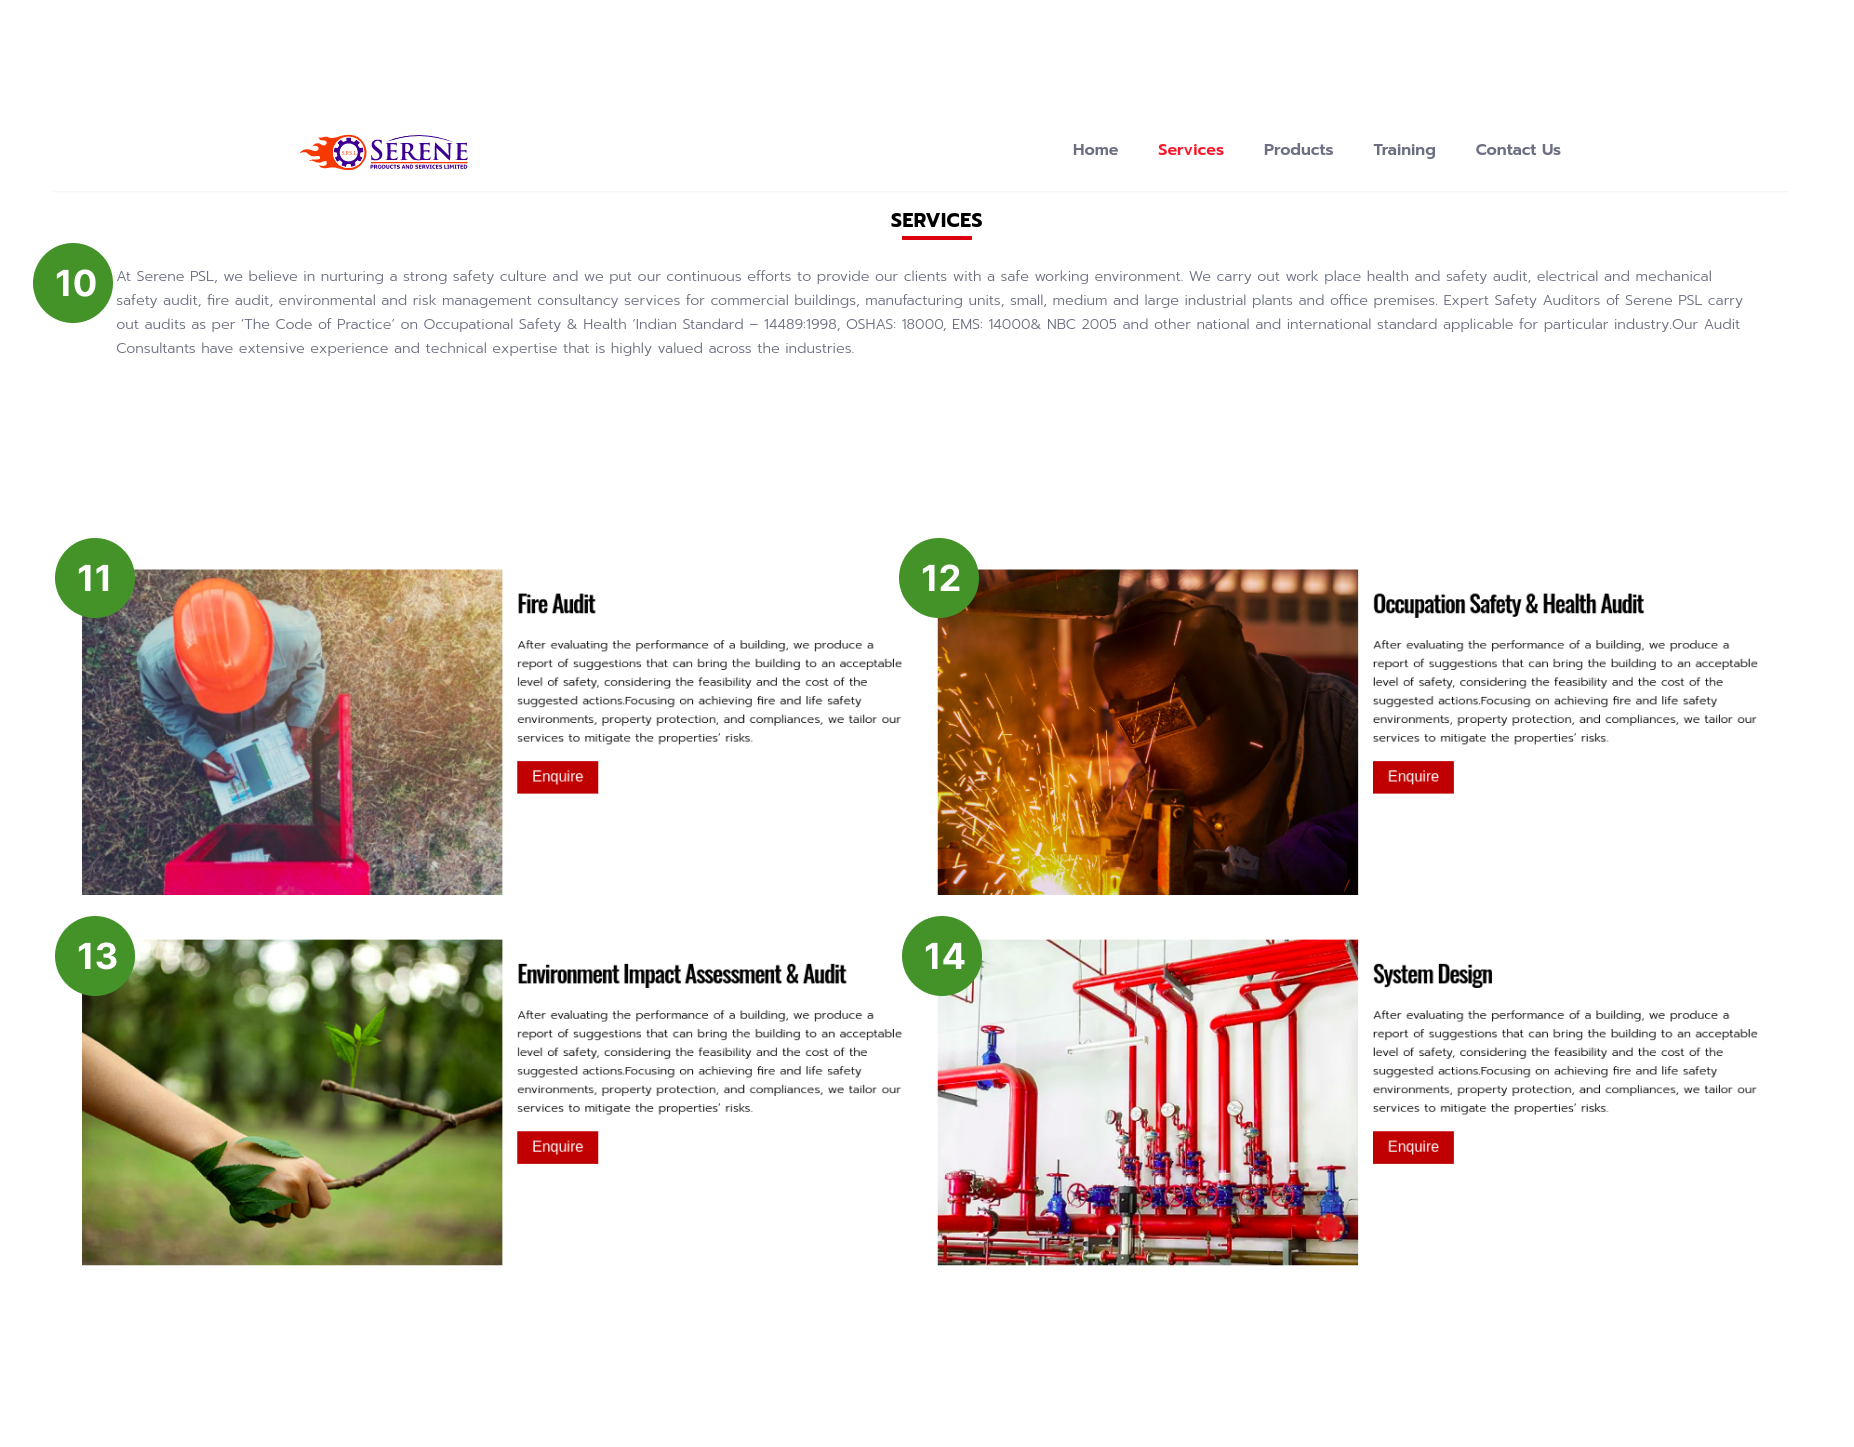 SERENE
PRODUCTS AND SERVICES LIMITED
Home Services Products Training Contact Us
SERVICES
10
At Serene PSL, we believe in nurturing a strong safety culture and we put our continuous efforts to provide our clients with a safe working environment. We carry out work place health and safety audit, electrical and mechanical
safety audit, fire audit, environmental and risk management consultancy services for commercial buildings, manufacturing units, small, medium and large industrial plants and office premises. Expert Safety Auditors of Serene PSL carry
out audits as per ‘The Code of Practice’ on Occupational Safety & Health ‘Indian Standard – 14489:1998, OSHAS: 18000, EMS: 14000& NBC 2005 and other national and international standard applicable for particular industry.Our Audit
Consultants have extensive experience and technical expertise that is highly valued across the industries.
11
Fire Audit
After evaluating the performance of a building, we produce a
report of suggestions that can bring the building to an acceptable
level of safety, considering the feasibility and the cost of the
suggested actions.Focusing on achieving fire and life safety
environments, property protection, and compliances, we tailor our
services to mitigate the properties’ risks.
Enquire
12
Occupation Safety & Health Audit
After evaluating the performance of a building, we produce a
report of suggestions that can bring the building to an acceptable
level of safety, considering the feasibility and the cost of the
suggested actions.Focusing on achieving fire and life safety
environments, property protection, and compliances, we tailor our
services to mitigate the properties’ risks.
Enquire
13
Environment Impact Assessment & Audit
After evaluating the performance of a building, we produce a
report of suggestions that can bring the building to an acceptable
level of safety, considering the feasibility and the cost of the
suggested actions.Focusing on achieving fire and life safety
environments, property protection, and compliances, we tailor our
services to mitigate the properties’ risks.
Enquire
14
System Design
After evaluating the performance of a building, we produce a
report of suggestions that can bring the building to an acceptable
level of safety, considering the feasibility and the cost of the
suggested actions.Focusing on achieving fire and life safety
environments, property protection, and compliances, we tailor our
services to mitigate the properties’ risks.
Enquire